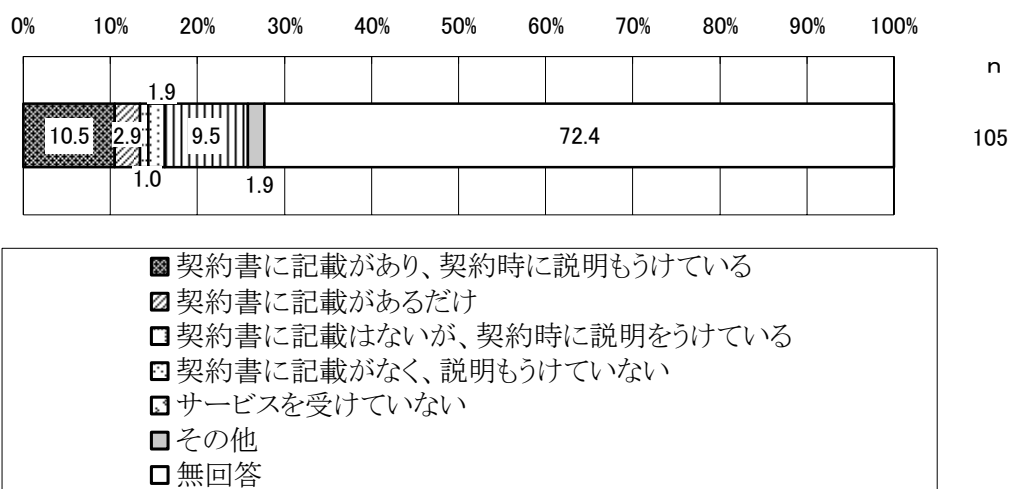 0% 10% 20% 30% 40% 50% 60% 70% 80% 90% 100%
n
1.9
10.5 2.9 9.5 72.4 105
1.0 1.9
契約書に記載があり、契約時に説明もうけている
契約書に記載があるだけ
契約書に記載はないが、契約時に説明をうけている
契約書に記載がなく、説明もうけていない
サービスを受けていない
その他
無回答